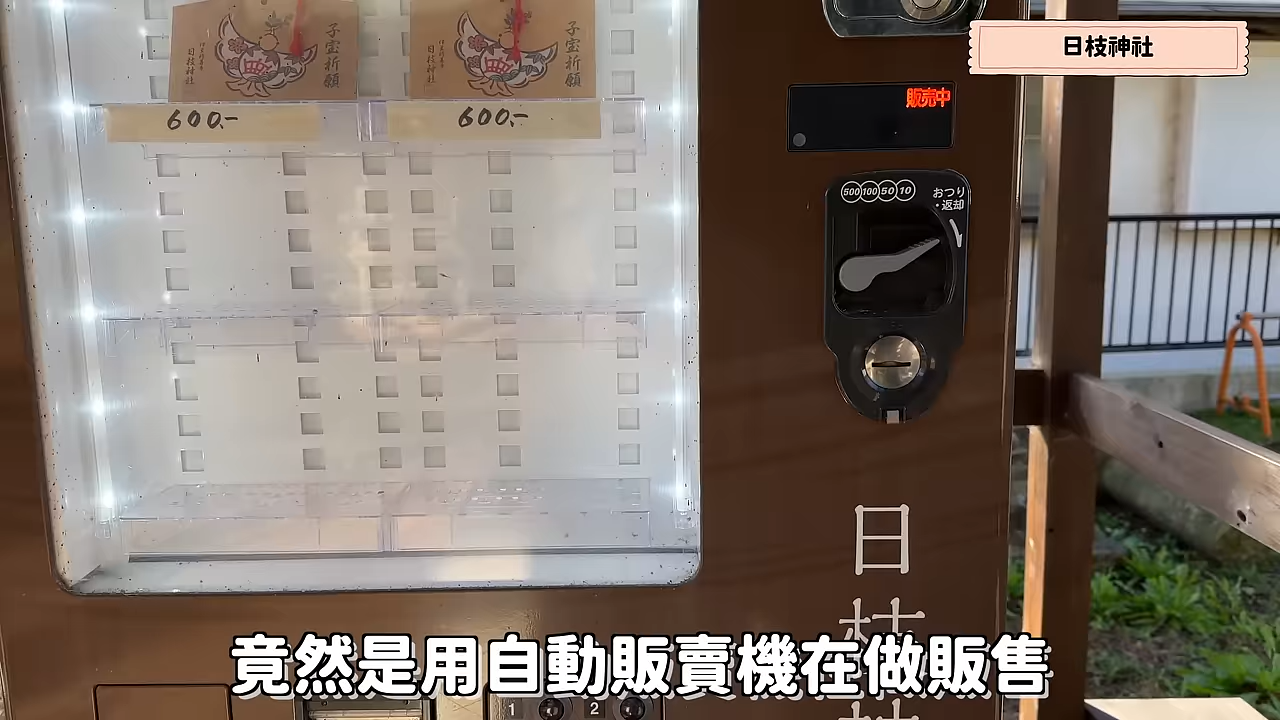 子宝祈願
日枝神社
子宝祈願
日枝神社
600.-
600.-
日枝神社
販売中
500 100 50 10
おつり
・返却
日枝
竟然是用自動販賣機在做販售
1 2